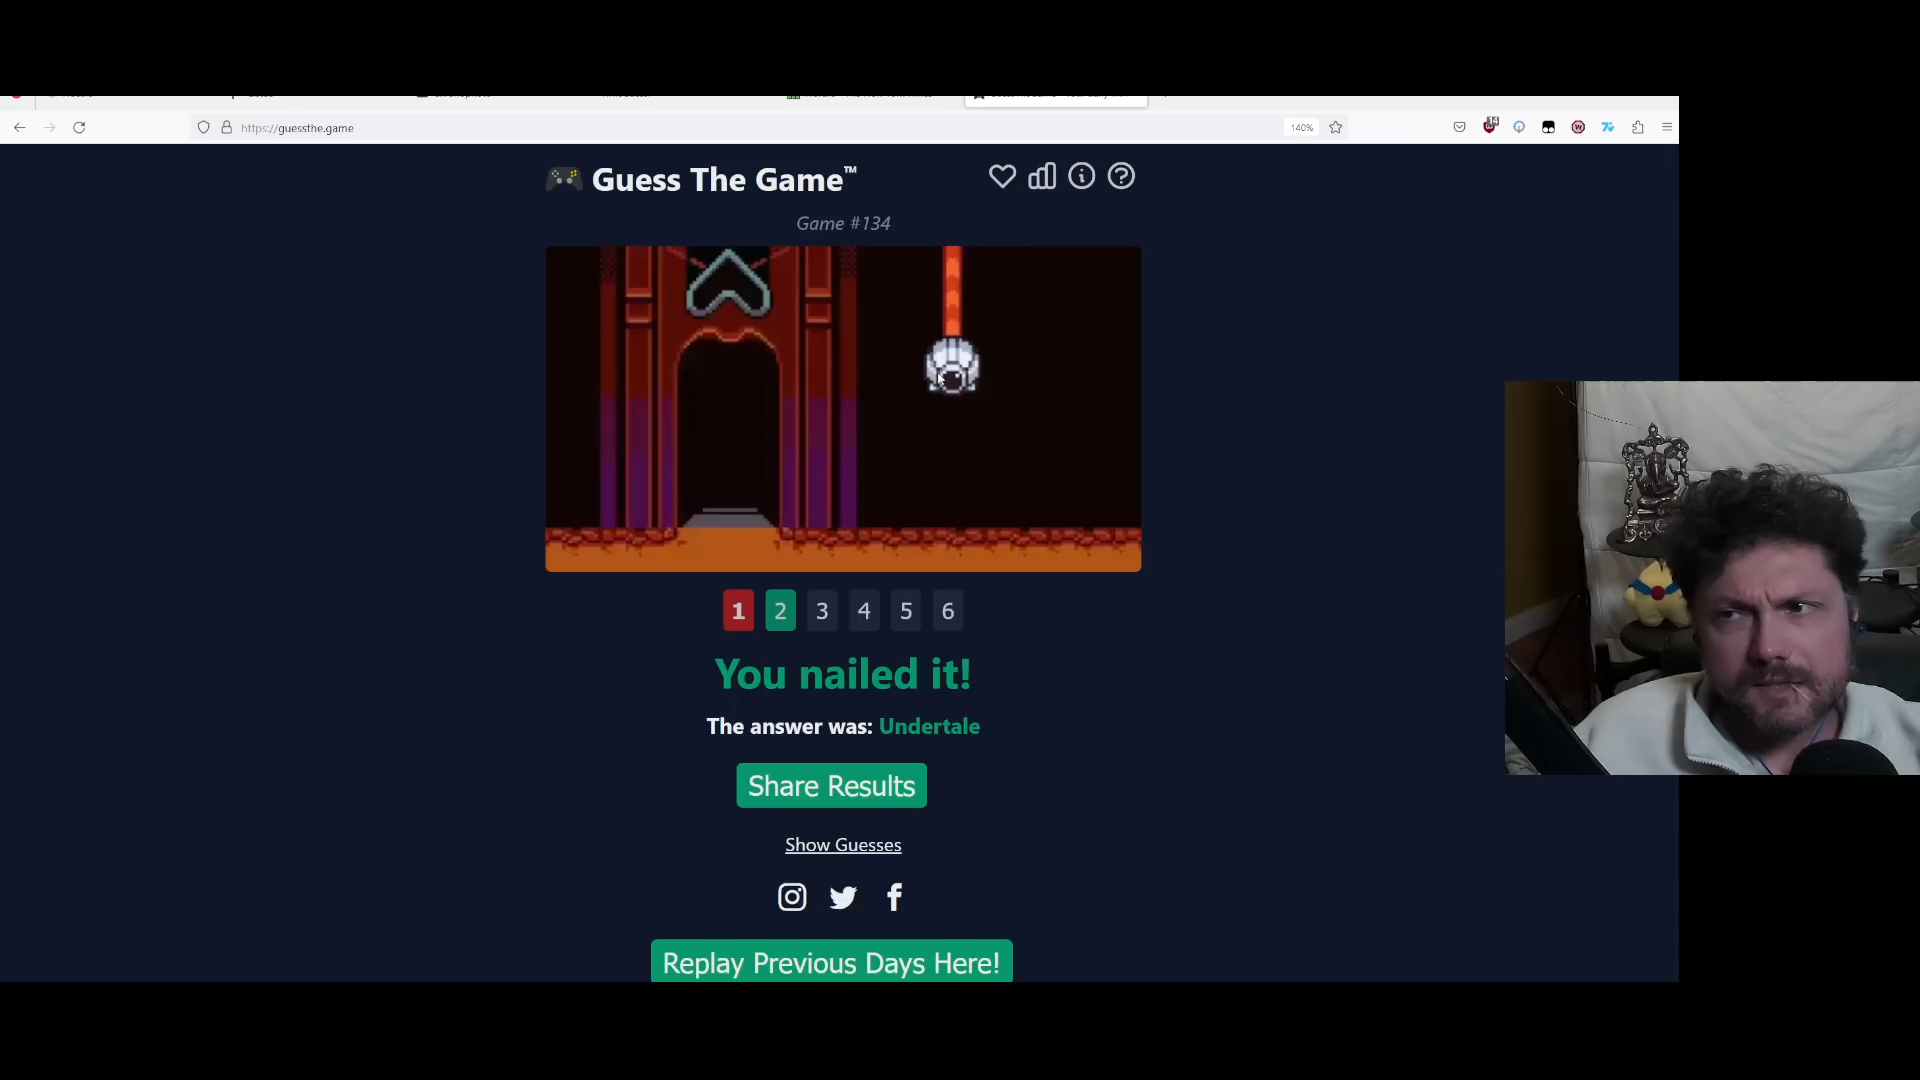 https://guessthe.game
140%
14
Guess The Game™
Game #134
1 2 3 4 5 6
You nailed it!
The answer was: Undertale
Share Results
Show Guesses
Replay Previous Days Here!